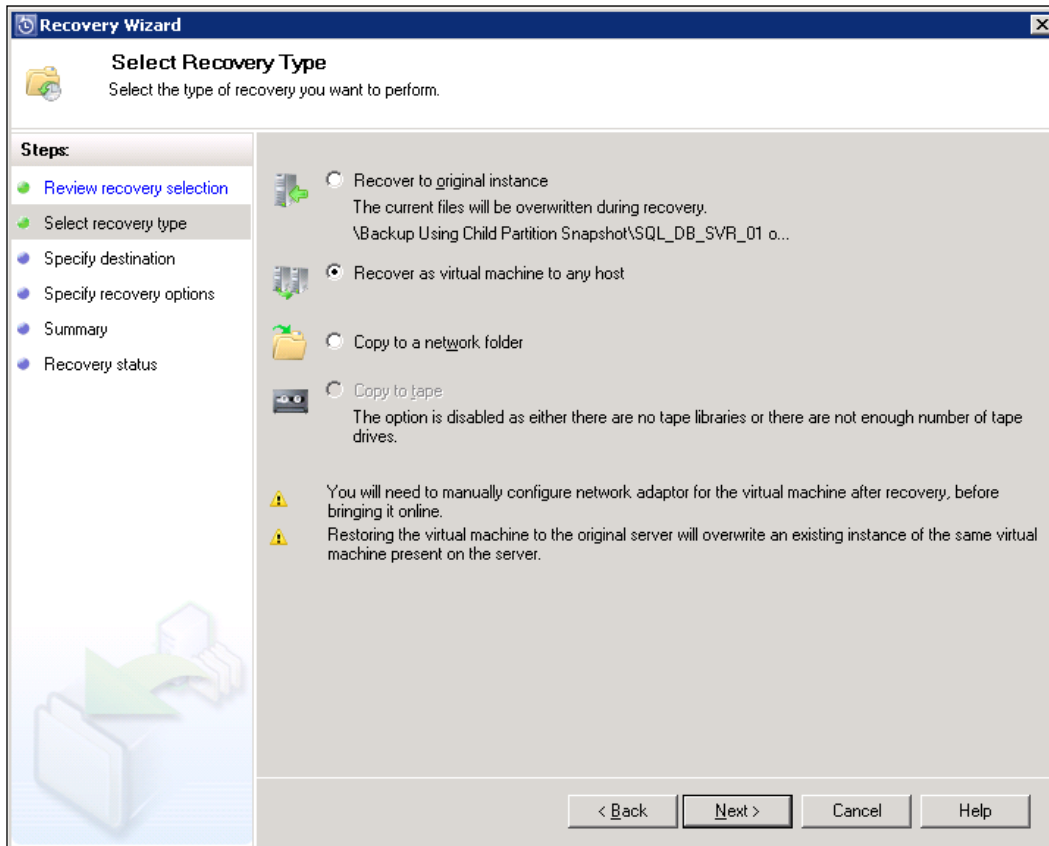 Recovery Wizard
Select Recovery Type
Select the type of recovery you want to perform.
Steps:
Review recovery selection
Select recovery type
Specify destination
Specify recovery options
Summary
Recovery status
Recover to original instance
The current files will be overwritten during recovery.
\Backup Using Child Partition Snapshot\SQL_DB_SVR_01 o...
Recover as virtual machine to any host
Copy to a network folder
Copy to tape
The option is disabled as either there are no tape libraries or there are not enough number of tape
drives.
You will need to manually configure network adaptor for the virtual machine after recovery, before
bringing it online.
Restoring the virtual machine to the original server will overwrite an existing instance of the same virtual
machine present on the server.
< Back
Next >
Cancel
Help